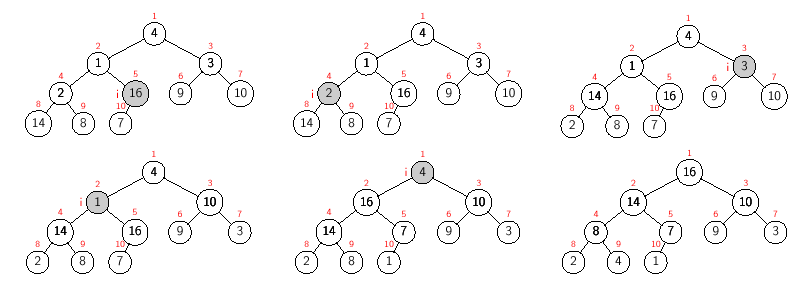 1
4
2 3
1 3
4 5 6 7
2 i 16 9 10
8 9 10
14 8 7
1
4
2 3
1 3
4 5 6 7
i 2 16 9 10
8 9 10
14 8 7
1
4
2 3
1 i 3
4 5 6 7
14 16 9 10
8 9 10
2 8 7
1
4
2 3
i 1 10
4 5 6 7
14 16 9 3
8 9 10
2 8 7
1
i 4
2 3
16 10
4 5 6 7
14 7 9 3
8 9 10
2 8 1
1
16
2 3
14 10
4 5 6 7
8 7 9 3
8 9 10
2 4 1